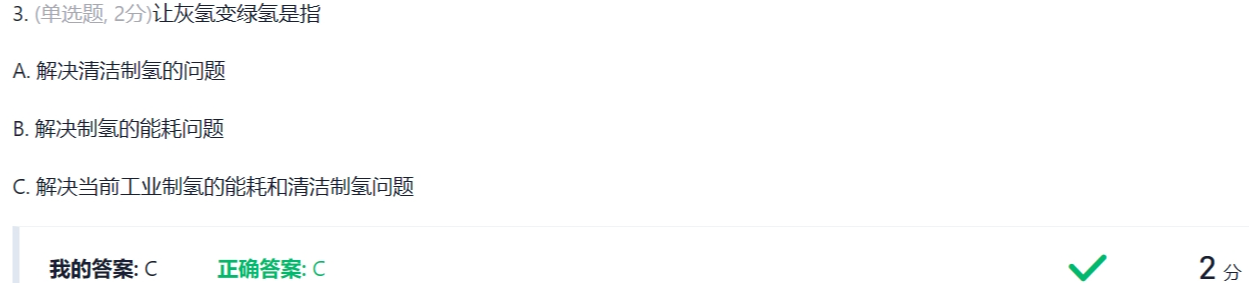 3. (单选题, 2分)让灰氢变绿氢是指
A. 解决清洁制氢的问题
B. 解决制氢的能耗问题
C. 解决当前工业制氢的能耗和清洁制氢问题
我的答案: C 正确答案: C 2 分